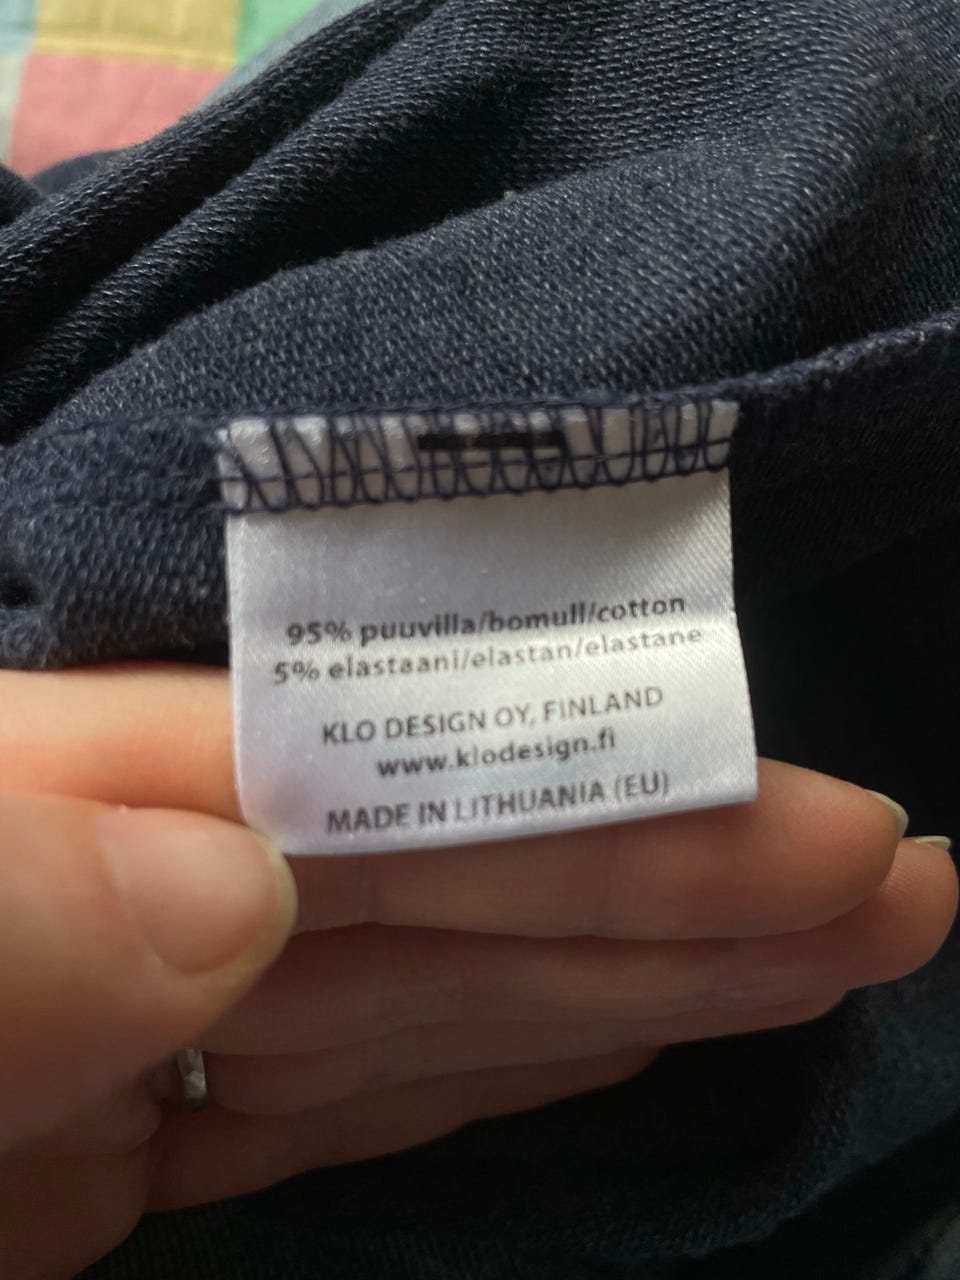 95% puuvilla/bomull/cotton
5% elastaani/elastan/elastane
KLO DESIGN OY, FINLAND
www.klodesign.fi
MADE IN LITHUANIA (EU)